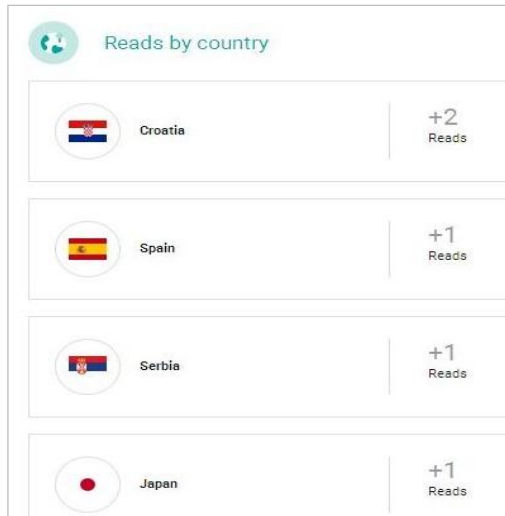 Reads by country
Croatia
+2
Reads
Spain
+1
Reads
Serbia
+1
Reads
Japan
+1
Reads